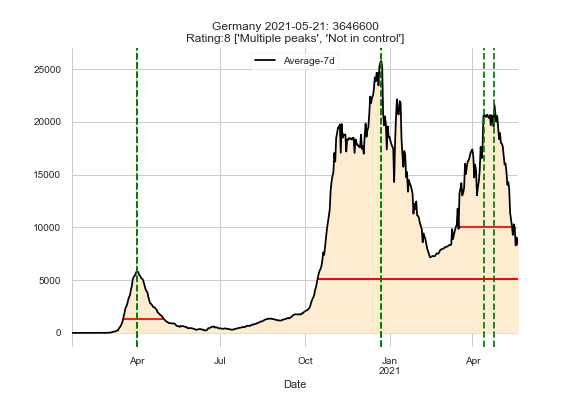 Germany 2021-05-21: 3646600
Rating:8 ['Multiple peaks', 'Not in control']
Average-7d
25000
20000
15000
10000
5000
0
Apr
Jul
Oct
Jan
2021
Apr
Date